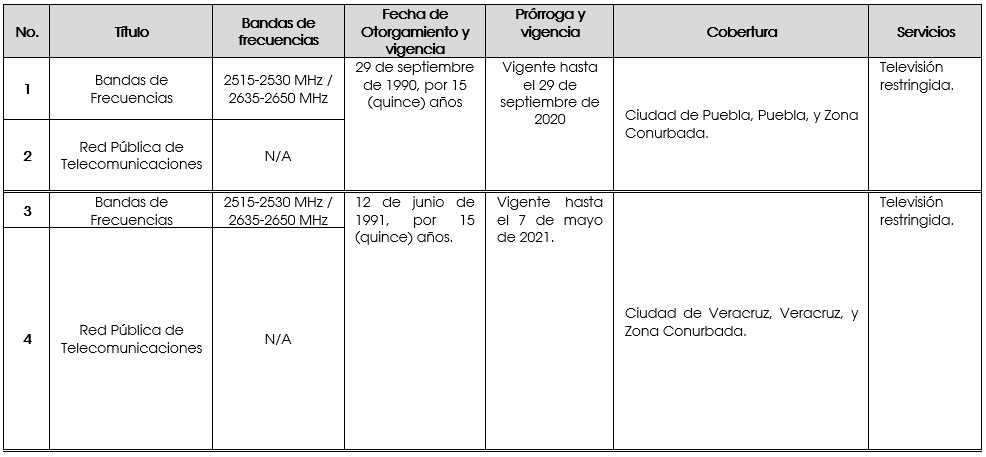 No.
Título
Bandas de
frecuencias
Fecha de
Otorgamiento y
vigencia
Prórroga y
vigencia
Cobertura
Servicios
1
Bandas de
Frecuencias
2515-2530 MHz /
2635-2650 MHz
29 de septiembre
de 1990, por 15
(quince) años
Vigente hasta
el 29 de
septiembre de
2020
Ciudad de Puebla, Puebla, y Zona
Conurbada.
Televisión
restringida.
2
Red Pública de
Telecomunicaciones
N/A
3
Bandas de
Frecuencias
2515-2530 MHz /
2635-2650 MHz
12 de junio de
1991, por 15
(quince) años.
Vigente hasta
el 7 de mayo
de 2021.
Ciudad de Veracruz, Veracruz, y
Zona Conurbada.
Televisión
restringida.
4
Red Pública de
Telecomunicaciones
N/A